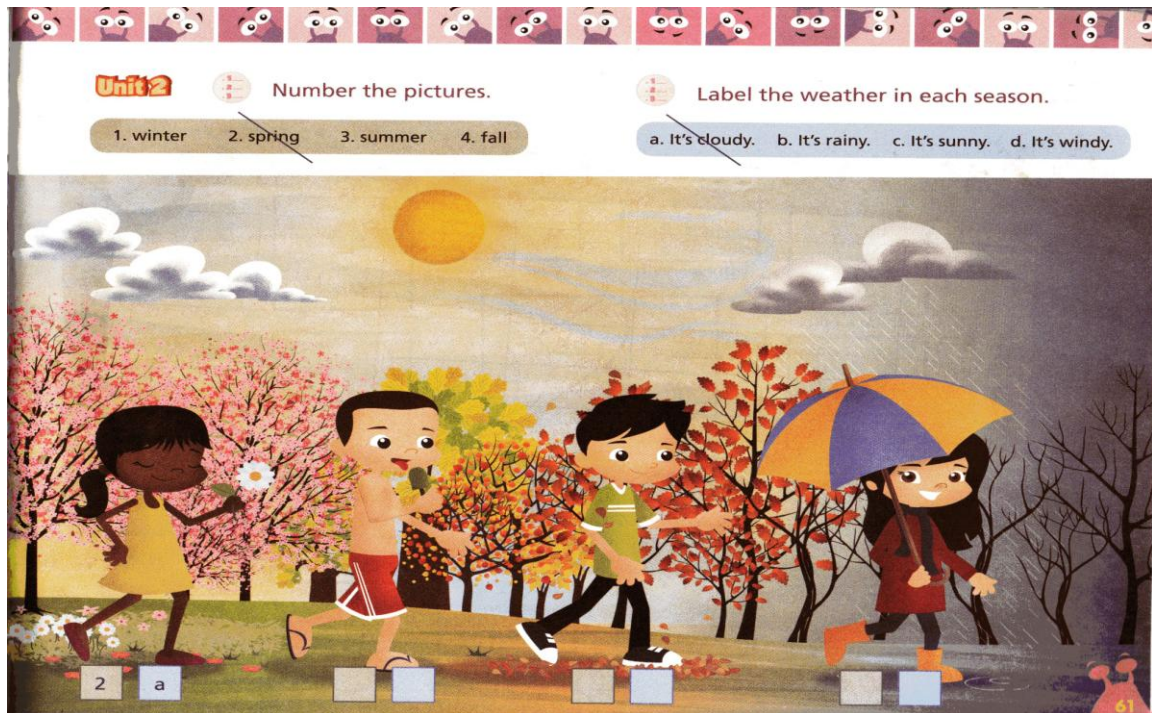 Unit 2
Number the pictures.
1. winter 2. spring 3. summer 4. fall
Label the weather in each season.
a. It's cloudy. b. It's rainy. c. It's sunny. d. It's windy.
2 a
61